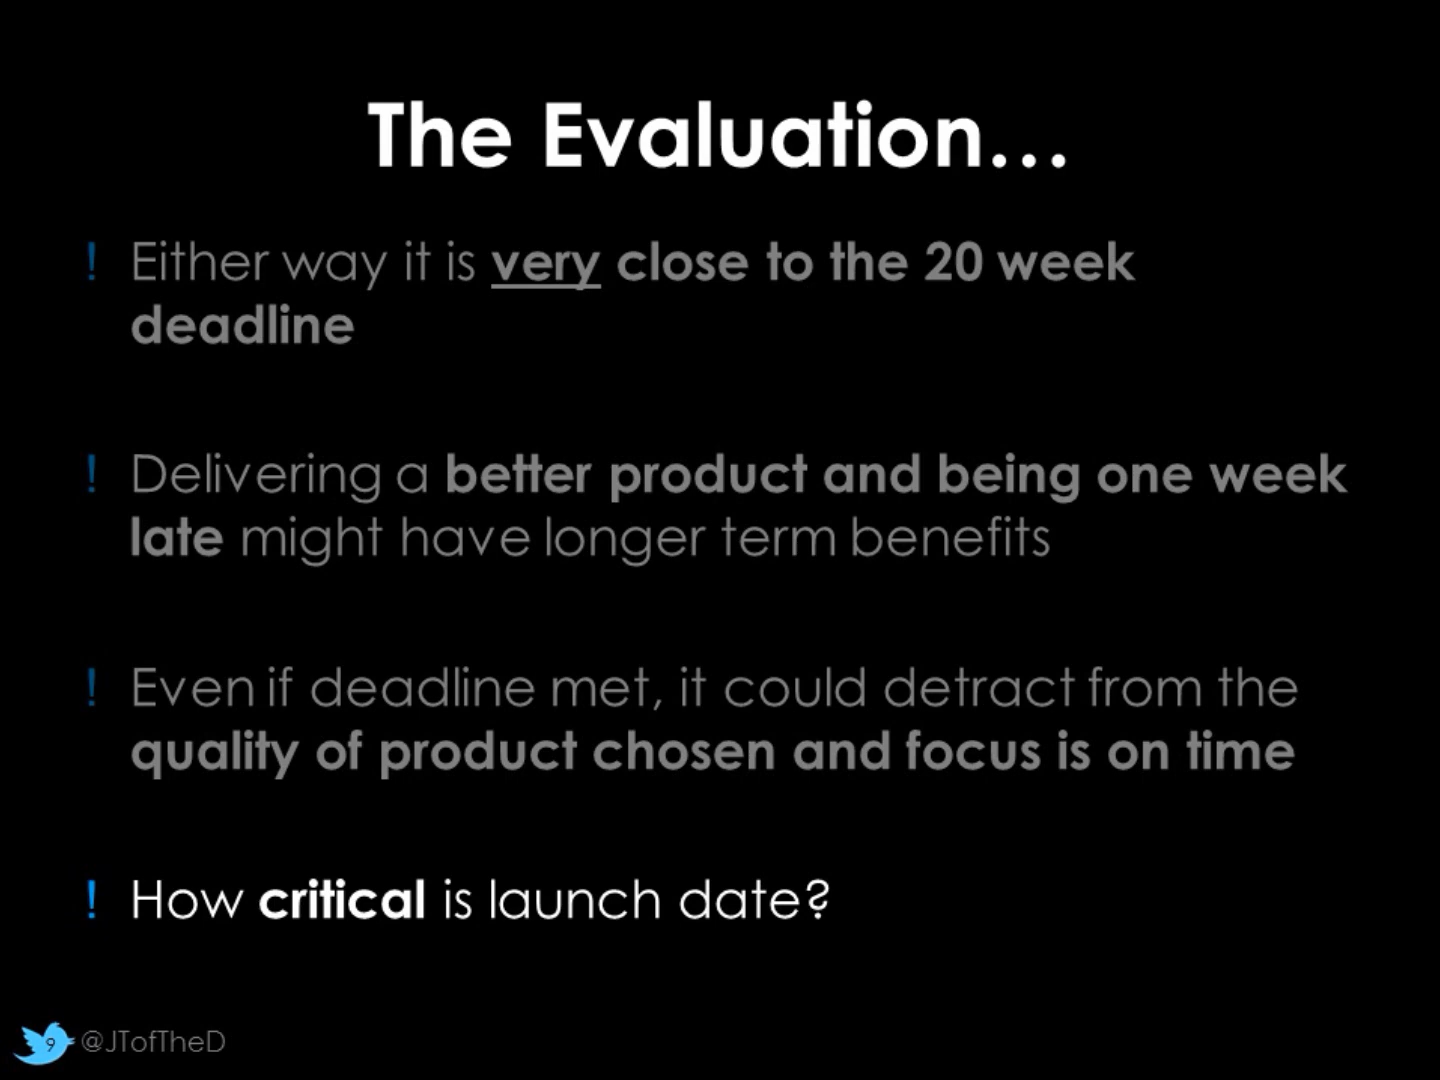 The Evaluation...
! Either way it is very close to the 20 week
deadline
! Delivering a better product and being one week
late might have longer term benefits
! Even if deadline met, it could detract from the
quality of product chosen and focus is on time
! How critical is launch date?
9 @JTofTheD